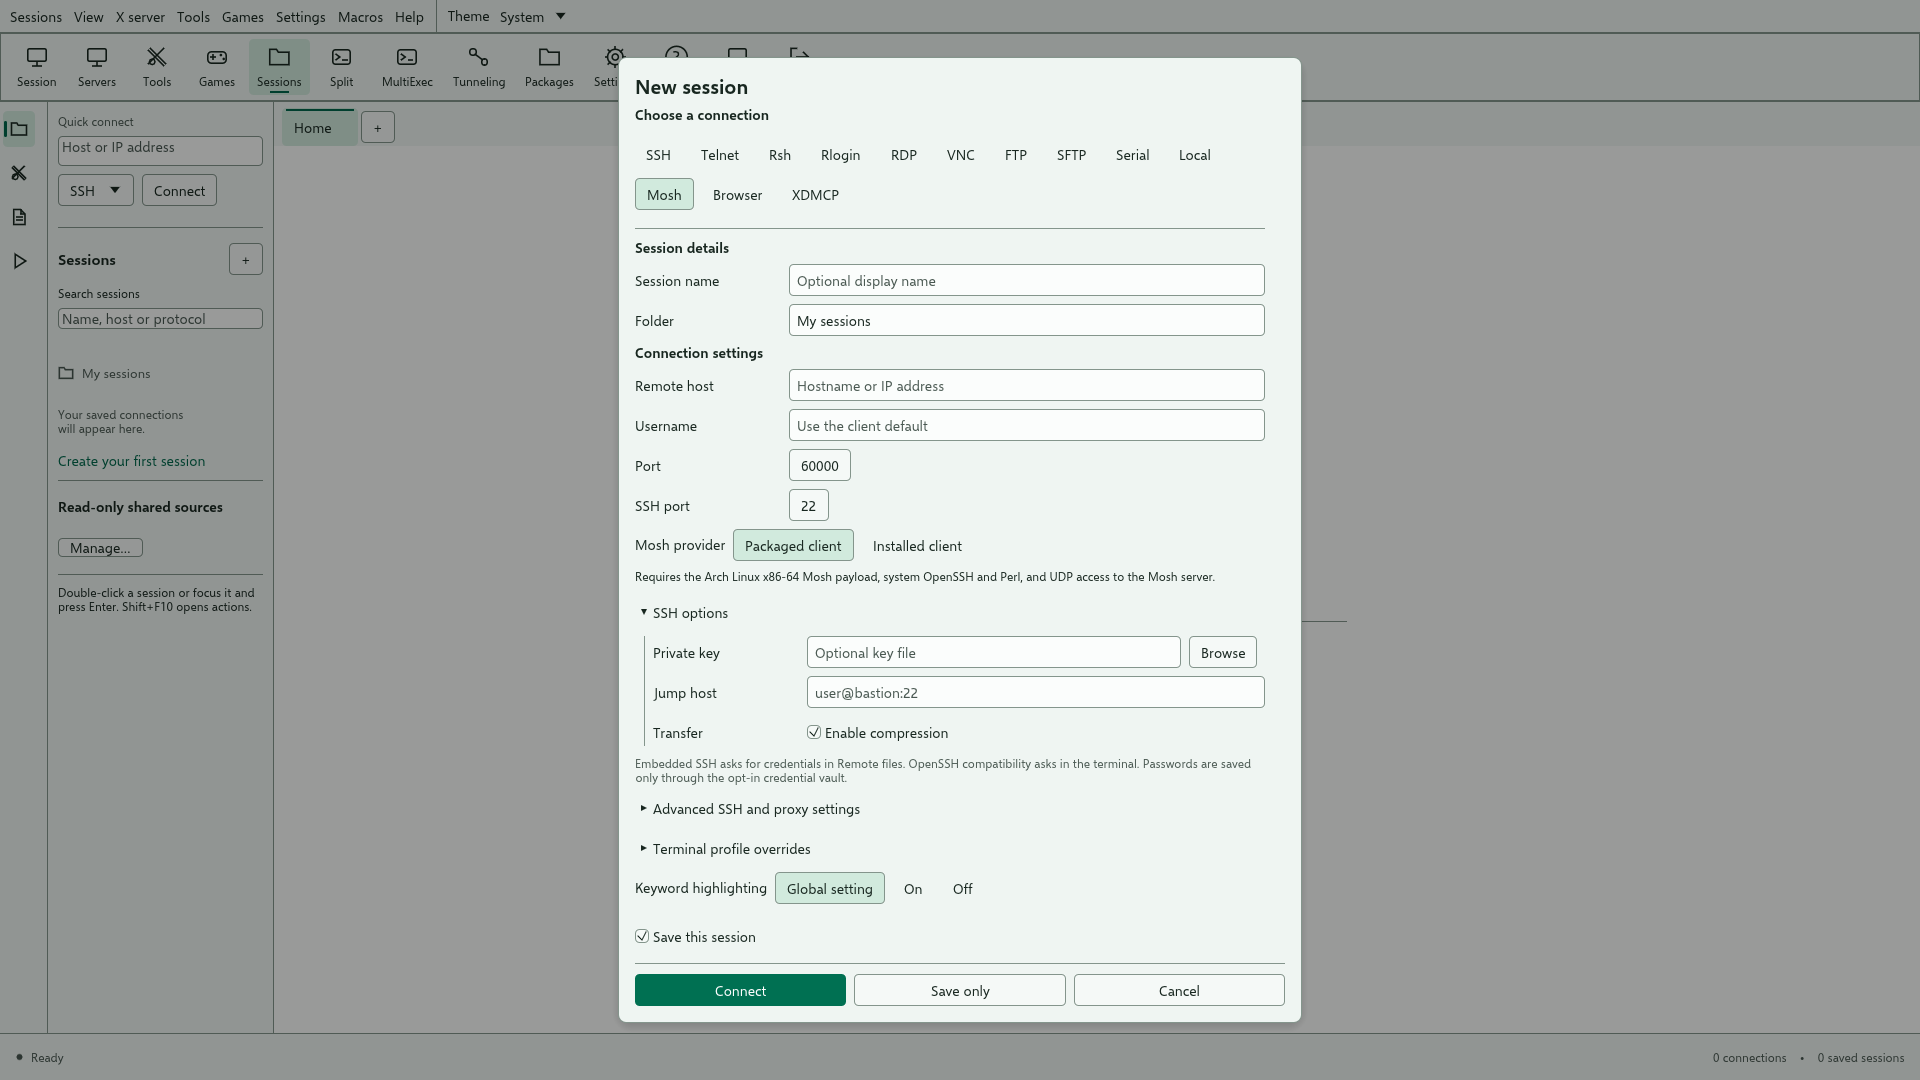 Sessions View X server Tools Games Settings Macros Help Theme System
Session Servers Tools Games Sessions Split MultiExec Tunneling Packages
Quick connect
Host or IP address
SSH Connect
Sessions +
Search sessions
Name, host or protocol
My sessions
Your saved connections
will appear here.
Create your first session
Read-only shared sources
Manage...
Double-click a session or focus it and
press Enter. Shift+F10 opens actions.
Home +
New session
Choose a connection
SSH Telnet Rsh Rlogin RDP VNC FTP SFTP Serial Local
Mosh Browser XDMCP
Session details
Session name Optional display name
Folder My sessions
Connection settings
Remote host Hostname or IP address
Username Use the client default
Port 60000
SSH port 22
Mosh provider Packaged client Installed client
Requires the Arch Linux x86-64 Mosh payload, system OpenSSH and Perl, and UDP access to the Mosh server.
SSH options
Private key Optional key file Browse
Jump host user@bastion:22
Transfer Enable compression
Embedded SSH asks for credentials in Remote files. OpenSSH compatibility asks in the terminal. Passwords are saved
only through the opt-in credential vault.
Advanced SSH and proxy settings
Terminal profile overrides
Keyword highlighting Global setting On Off
Save this session
Connect Save only Cancel
Ready
0 connections • 0 saved sessions